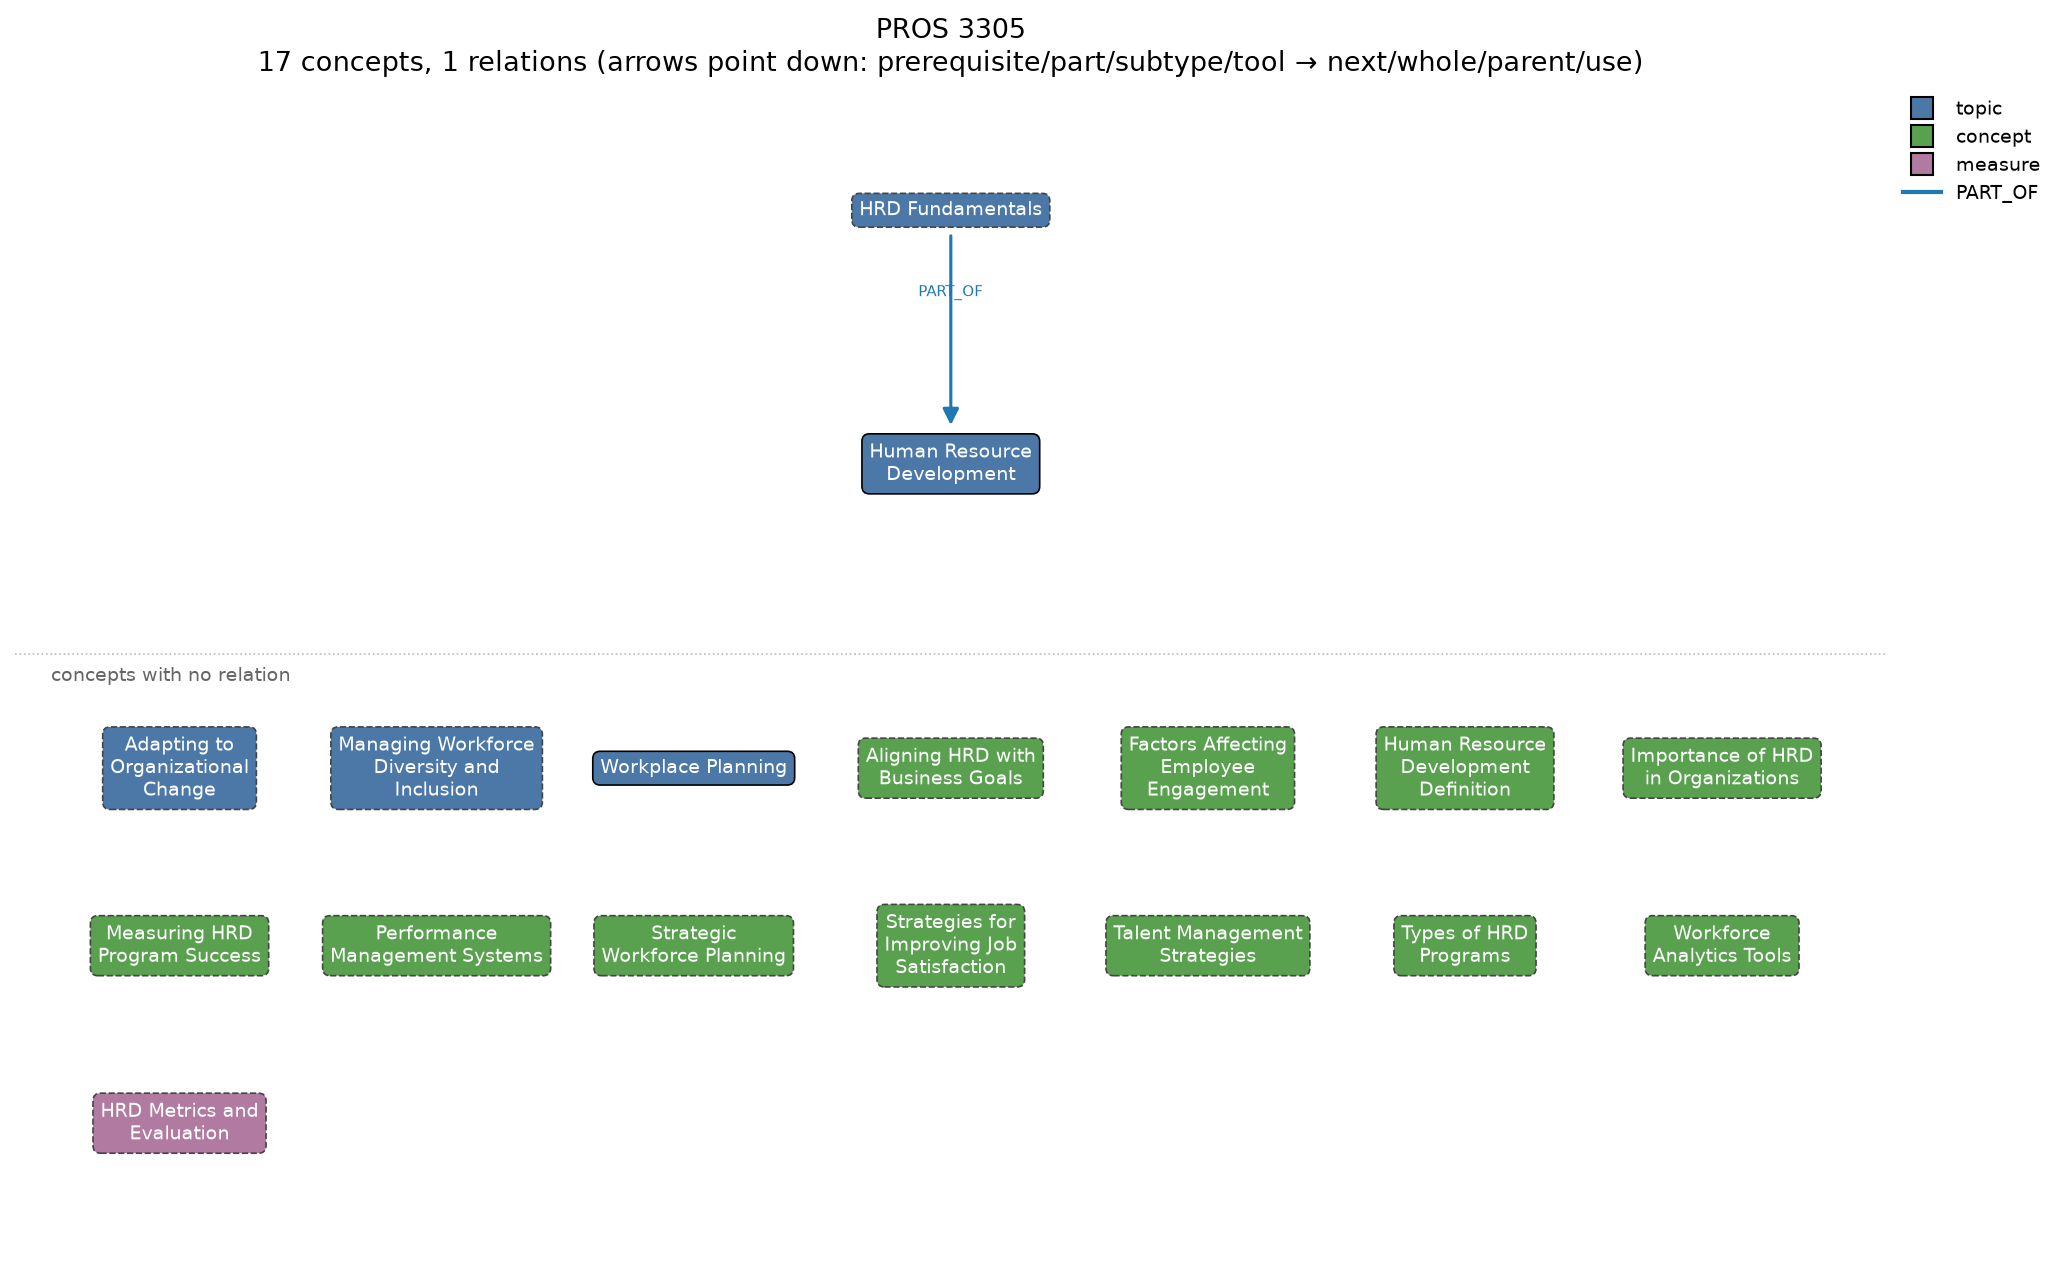 PROS 3305
17 concepts, 1 relations (arrows point down: prerequisite/part/subtype/tool → next/whole/parent/use)
topic
concept
measure
PART_OF
HRD Fundamentals
PART_OF
Human Resource
Development
concepts with no relation
Adapting to
Organizational
Change
Managing Workforce
Diversity and
Inclusion
Workplace Planning
Aligning HRD with
Business Goals
Factors Affecting
Employee
Engagement
Human Resource
Development
Definition
Importance of HRD
in Organizations
Measuring HRD
Program Success
Performance
Management Systems
Strategic
Workforce Planning
Strategies for
Improving Job
Satisfaction
Talent Management
Strategies
Types of HRD
Programs
Workforce
Analytics Tools
HRD Metrics and
Evaluation